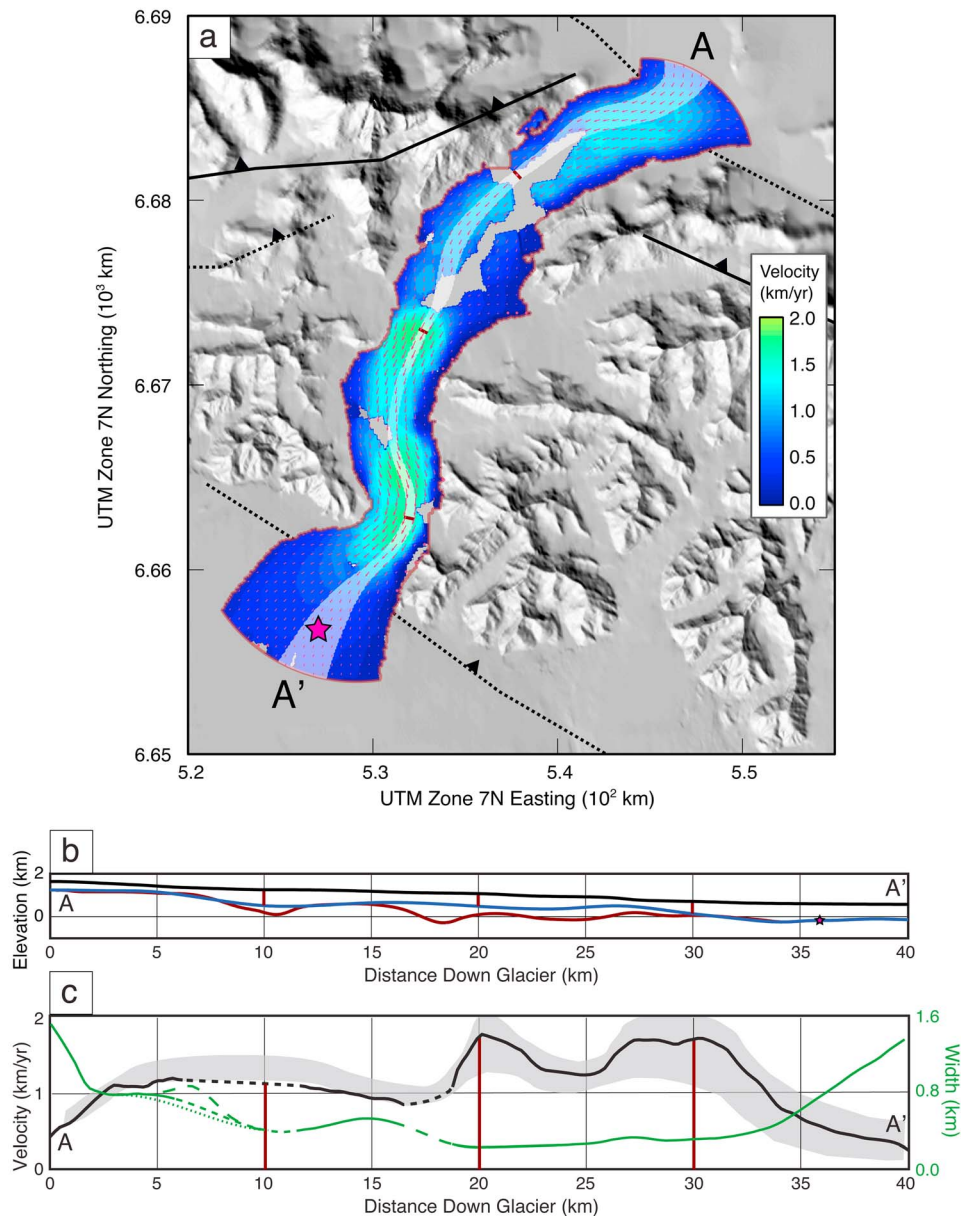 a
A
A’
6.69
6.68
6.67
6.66
6.65
UTM Zone 7N Northing (10³ km)
5.2
5.3
5.4
5.5
UTM Zone 7N Easting (10² km)
Velocity
(km/yr)
2.0
1.5
1.0
0.5
0.0
b
Elevation (km)
2
0
A
A’
0
5
10
15
20
25
30
35
40
Distance Down Glacier (km)
c
Velocity (km/yr)
2
1
0
A
A’
1.6
0.8
0.0
Width (km)
0
5
10
15
20
25
30
35
40
Distance Down Glacier (km)